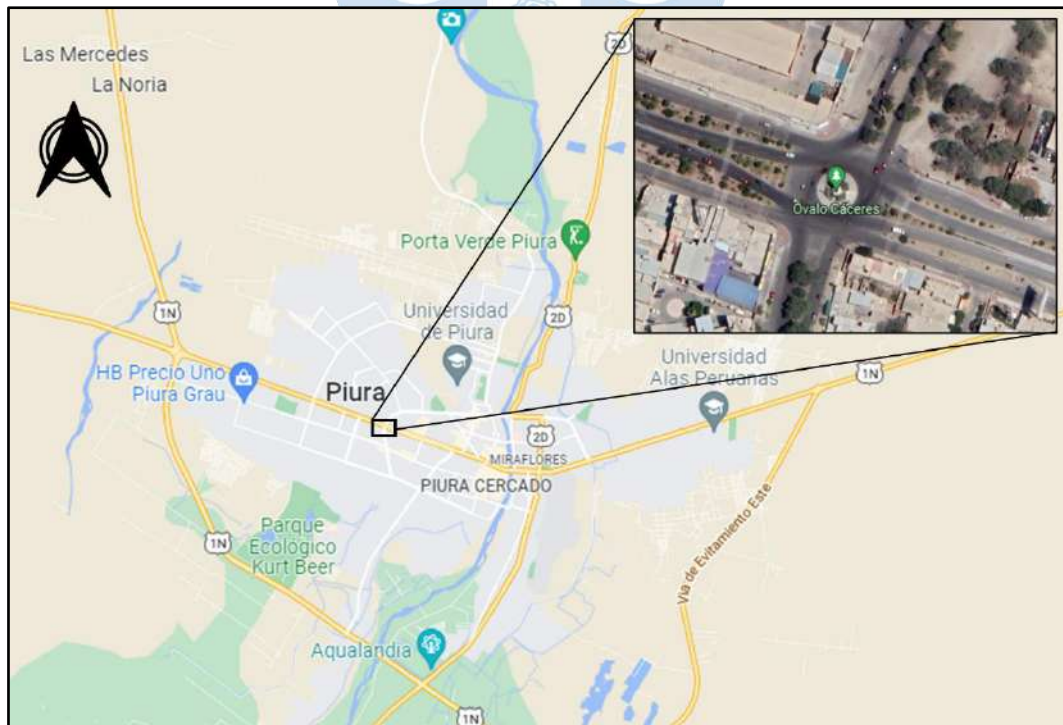 Las Mercedes
La Noria
2D
Porta Verde Piura
Óvalo Cáceres
1N
Universidad
de Piura
2D
HB Precio Uno
Piura Grau
Piura
Universidad
Alas Peruanas
1N
2D
MIRAFLORES
PIURA CERCADO
Parque
Ecológico
Kurt Beer
1N
Via de Evitamiento Este
Aqualandia
1N